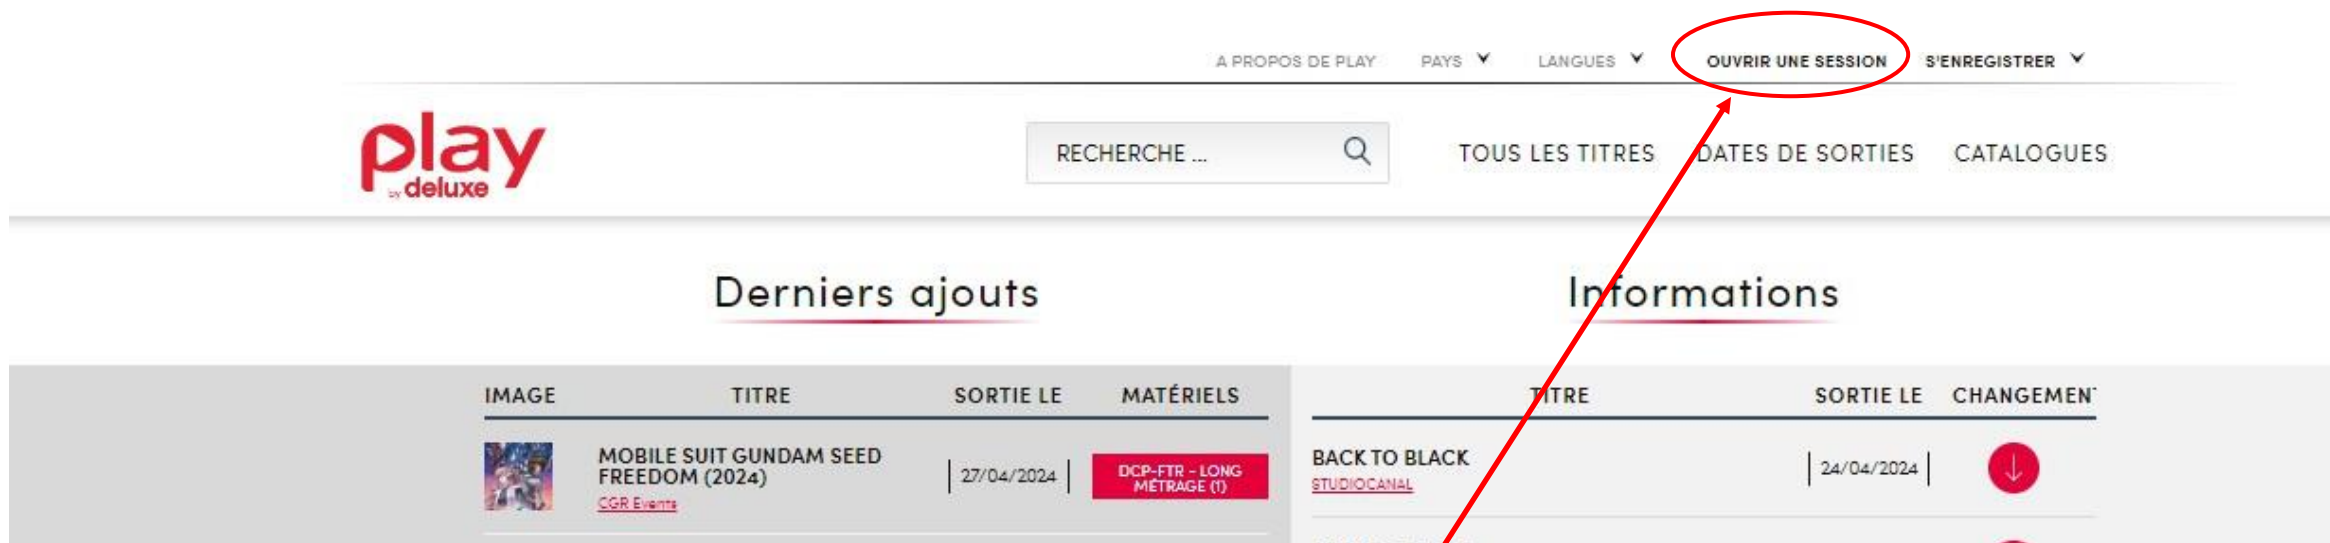 A PROPOS DE PLAY PAYS LANGUES OUVRIR UNE SESSION S'ENREGISTRER
play
by deluxe
RECHERCHE ... TOUS LES TITRES DATES DE SORTIES CATALOGUES
Derniers ajouts
Informations
IMAGE TITRE SORTIE LE MATÉRIELS
MOBILE SUIT GUNDAM SEED
FREEDOM (2024)
CGR Events
27/04/2024
DCP-FTR - LONG
MÉTRAGE (1)
TITRE SORTIE LE CHANGEMEN
BACK TO BLACK
STUDIOCANAL
24/04/2024